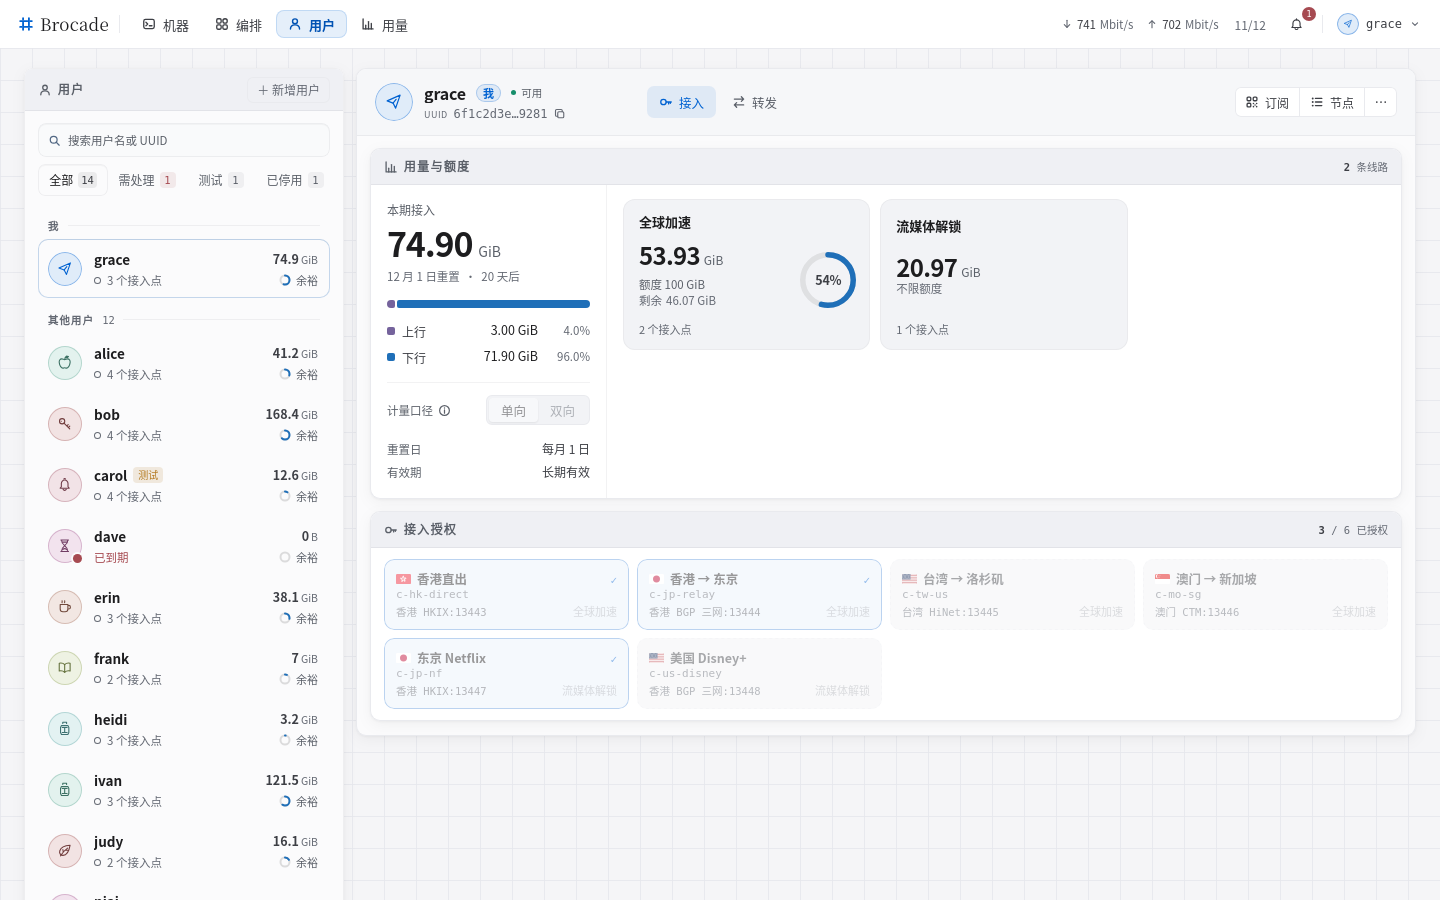 Brocade
机器
编排
用户
用量
↓ 741 Mbit/s
↑ 702 Mbit/s
11/12
1
grace
用户
新增用户
搜索用户名或 UUID
全部 14
需处理 1
测试 1
已停用 1
我
grace
74.9 GiB
3 个接入点
余裕
其他用户 12
alice
41.2 GiB
4 个接入点
余裕
bob
168.4 GiB
4 个接入点
余裕
carol 测试
12.6 GiB
4 个接入点
余裕
dave
0 B
已到期
余裕
erin
38.1 GiB
3 个接入点
余裕
frank
7 GiB
2 个接入点
余裕
heidi
3.2 GiB
3 个接入点
余裕
ivan
121.5 GiB
3 个接入点
余裕
judy
16.1 GiB
2 个接入点
余裕
grace 我 可用
UUID 6f1c2d3e…9281
接入
转发
订阅
节点
···
用量与额度
2 条线路
本期接入
74.90 GiB
12 月 1 日重置 · 20 天后
上行 3.00 GiB 4.0%
下行 71.90 GiB 96.0%
计量口径
单向
双向
重置日 每月 1 日
有效期 长期有效
全球加速
53.93 GiB
额度 100 GiB
剩余 46.07 GiB
54%
2 个接入点
流媒体解锁
20.97 GiB
不限额度
1 个接入点
接入授权
3 / 6 已授权
香港直出 ✓
c-hk-direct
香港 HKIX:13443 全球加速
香港 → 东京 ✓
c-jp-relay
香港 BGP 三网:13444 全球加速
台湾 → 洛杉矶
c-tw-us
台湾 HiNet:13445 全球加速
澳门 → 新加坡
c-mo-sg
澳门 CTM:13446 全球加速
东京 Netflix ✓
c-jp-nf
香港 HKIX:13447 流媒体解锁
美国 Disney+
c-us-disney
香港 BGP 三网:13448 流媒体解锁